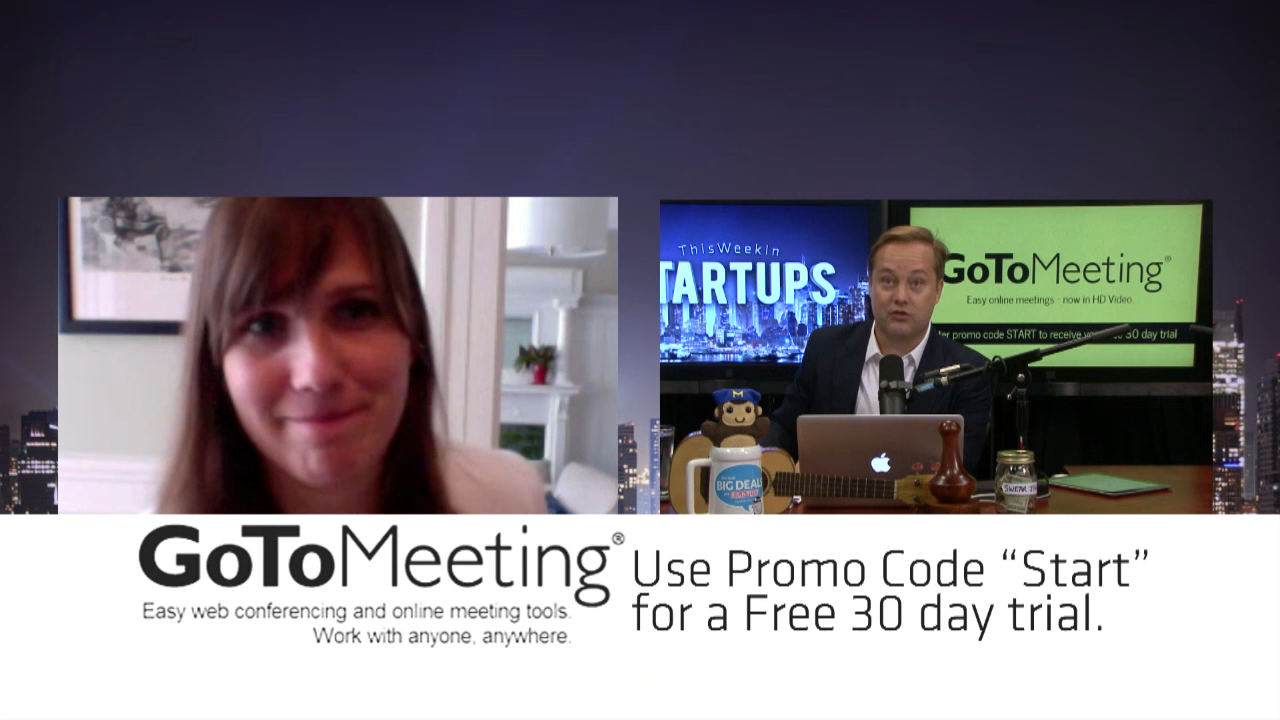 ThisWeekIn
TARTUPS
GoToMeeting®
Easy online meetings - now in HD Video.
promo code START to receive
30 day trial
M
BIG DEAL
SWEAR
GoToMeeting®
Easy web conferencing and online meeting tools.
Work with anyone, anywhere.
Use Promo Code “Start”
for a Free 30 day trial.